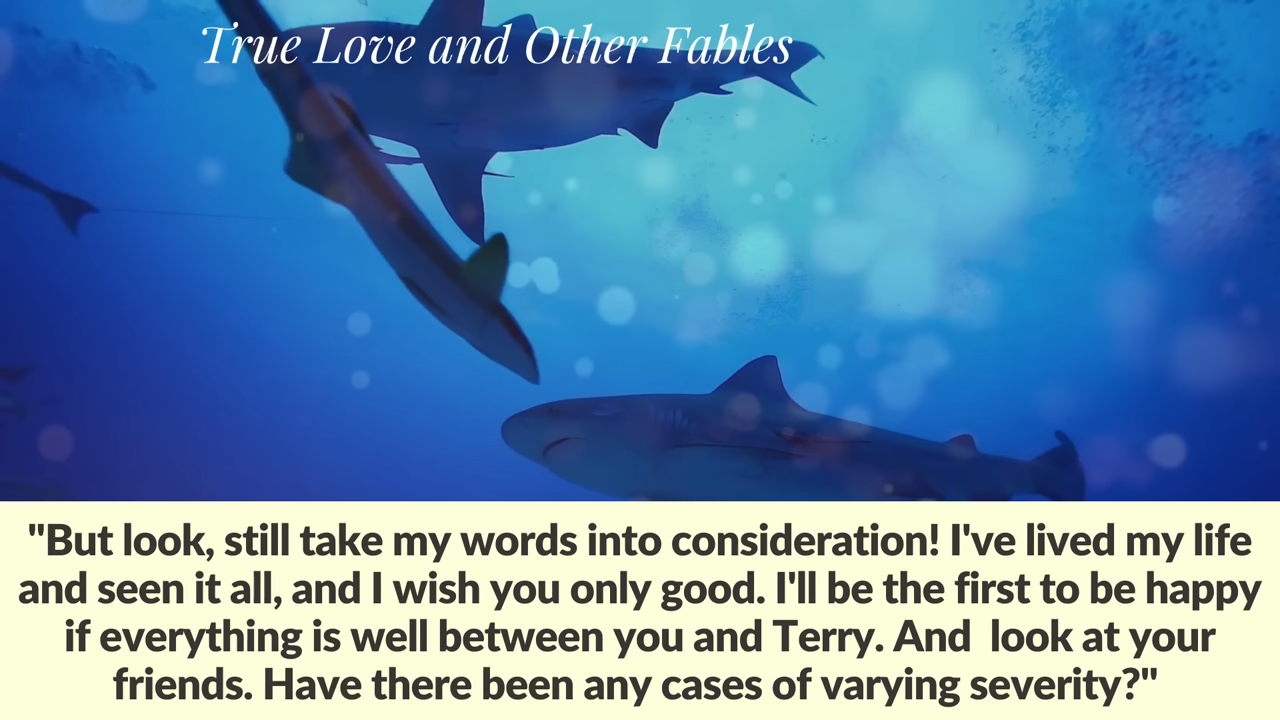 True Love and Other Fables
"But look, still take my words into consideration! I've lived my life
and seen it all, and I wish you only good. I'll be the first to be happy
if everything is well between you and Terry. And  look at your
friends. Have there been any cases of varying severity?"